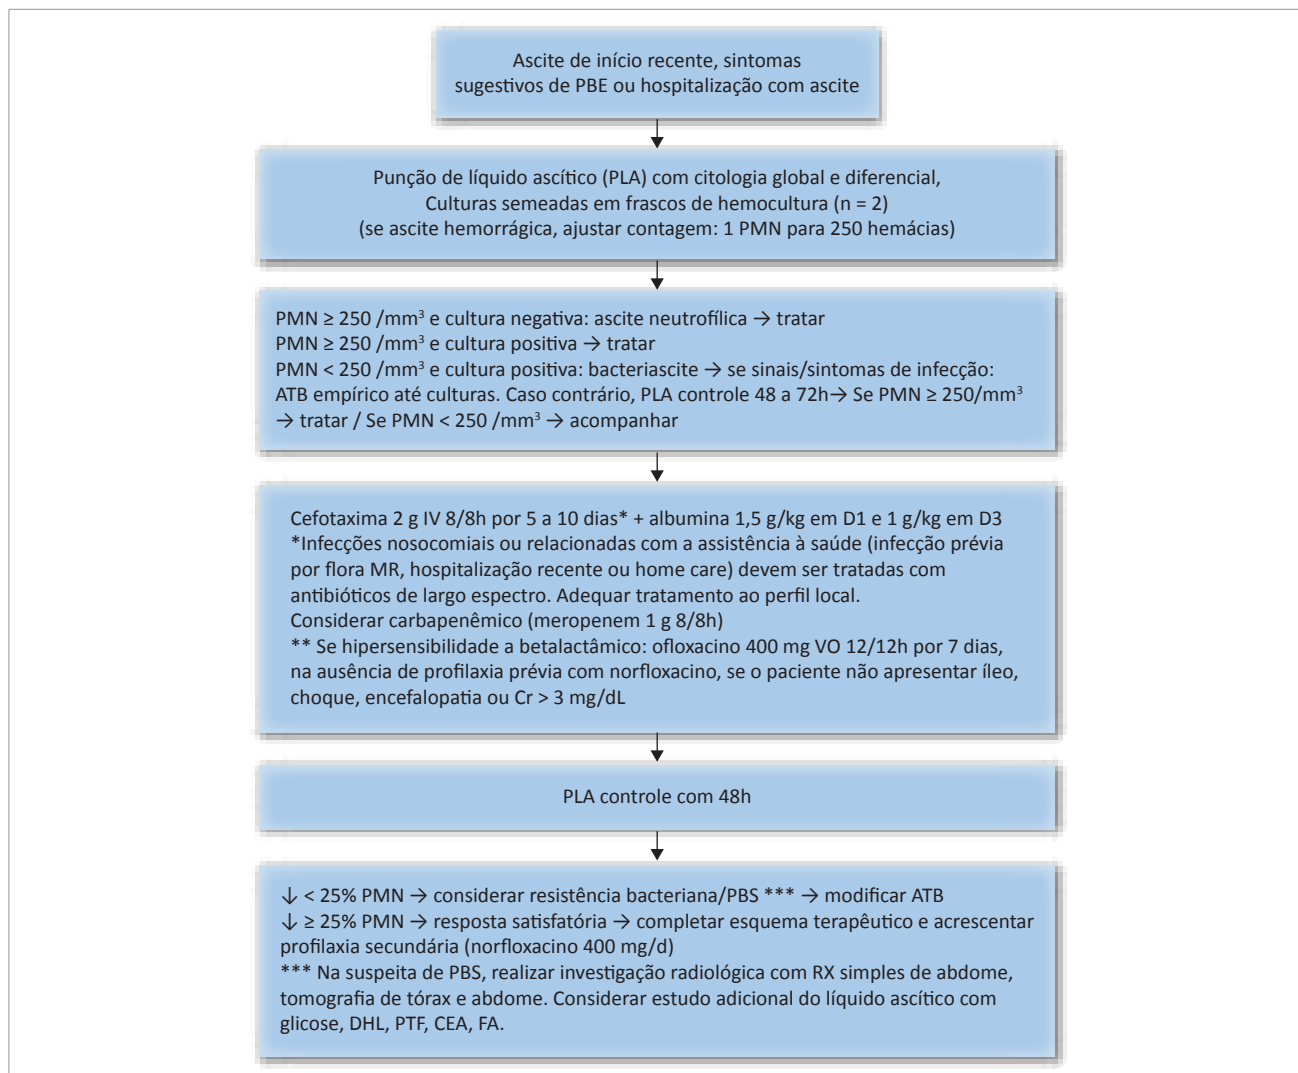 Ascite de início recente, sintomas
sugestivos de PBE ou hospitalização com ascite
Punção de líquido ascítico (PLA) com citologia global e diferencial,
Culturas semeadas em frascos de hemocultura (n = 2)
(se ascite hemorrágica, ajustar contagem: 1 PMN para 250 hemácias)
PMN ≥ 250 /mm³ e cultura negativa: ascite neutrofílica → tratar
PMN ≥ 250 /mm³ e cultura positiva → tratar
PMN < 250 /mm³ e cultura positiva: bacteriascite → se sinais/sintomas de infecção:
ATB empírico até culturas. Caso contrário, PLA controle 48 a 72h→ Se PMN ≥ 250/mm³
→ tratar / Se PMN < 250 /mm³ → acompanhar
Cefotaxima 2 g IV 8/8h por 5 a 10 dias* + albumina 1,5 g/kg em D1 e 1 g/kg em D3
*Infecções nosocomiais ou relacionadas com a assistência à saúde (infecção prévia
por flora MR, hospitalização recente ou home care) devem ser tratadas com
antibióticos de largo espectro. Adequar tratamento ao perfil local.
Considerar carbapenêmico (meropenem 1 g 8/8h)
** Se hipersensibilidade a betalactâmico: ofloxacino 400 mg VO 12/12h por 7 dias,
na ausência de profilaxia prévia com norfloxacino, se o paciente não apresentar íleo,
choque, encefalopatia ou Cr > 3 mg/dL
PLA controle com 48h
↓ < 25% PMN → considerar resistência bacteriana/PBS *** → modificar ATB
↓ ≥ 25% PMN → resposta satisfatória → completar esquema terapêutico e acrescentar
profilaxia secundária (norfloxacino 400 mg/d)
*** Na suspeita de PBS, realizar investigação radiológica com RX simples de abdome,
tomografia de tórax e abdome. Considerar estudo adicional do líquido ascítico com
glicose, DHL, PTF, CEA, FA.